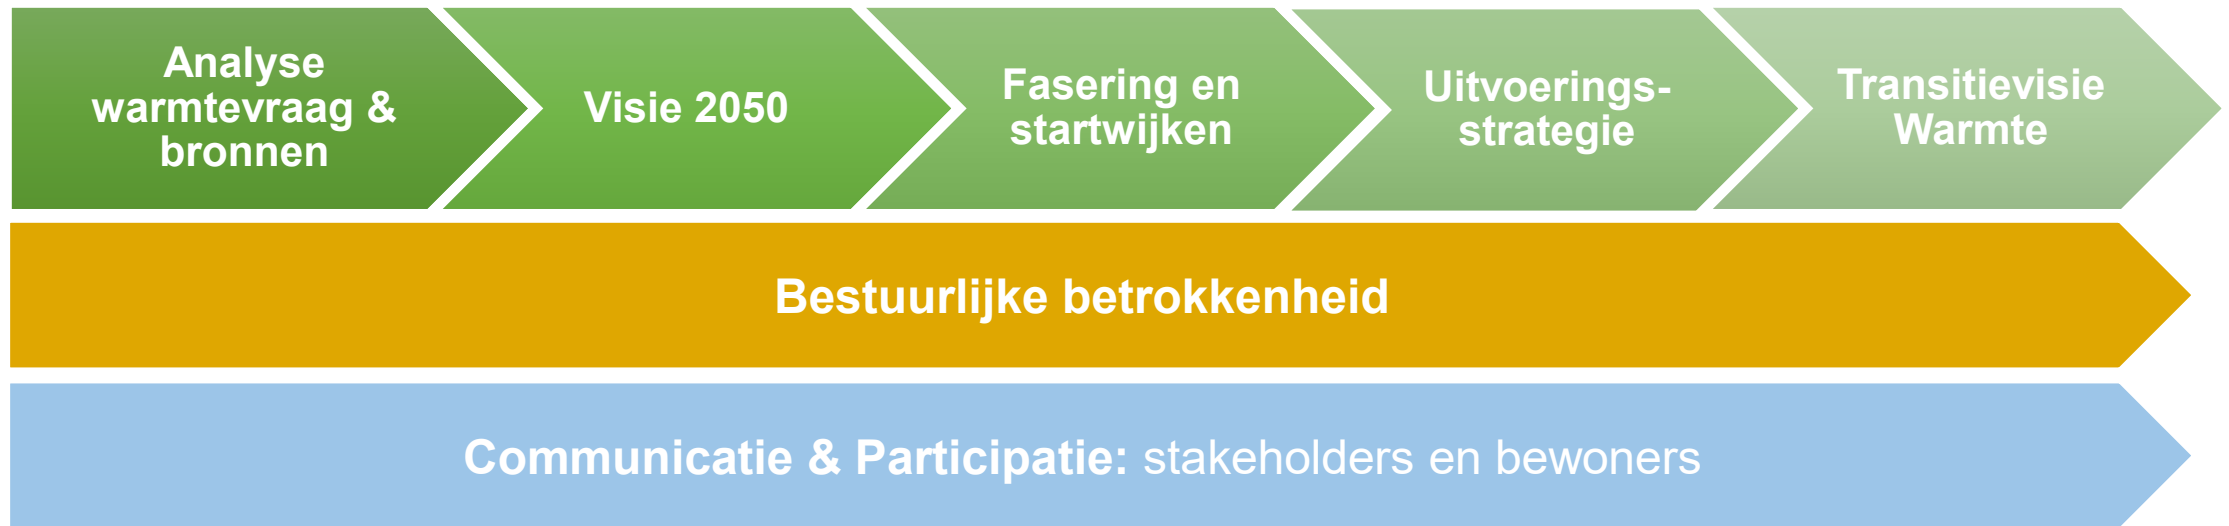 Analyse
warmtevraag &
bronnen
Visie 2050
Fasering en
startwijken
Uitvoerings-
strategie
Transitievisie
Warmte
Bestuurlijke betrokkenheid
Communicatie & Participatie: stakeholders en bewoners